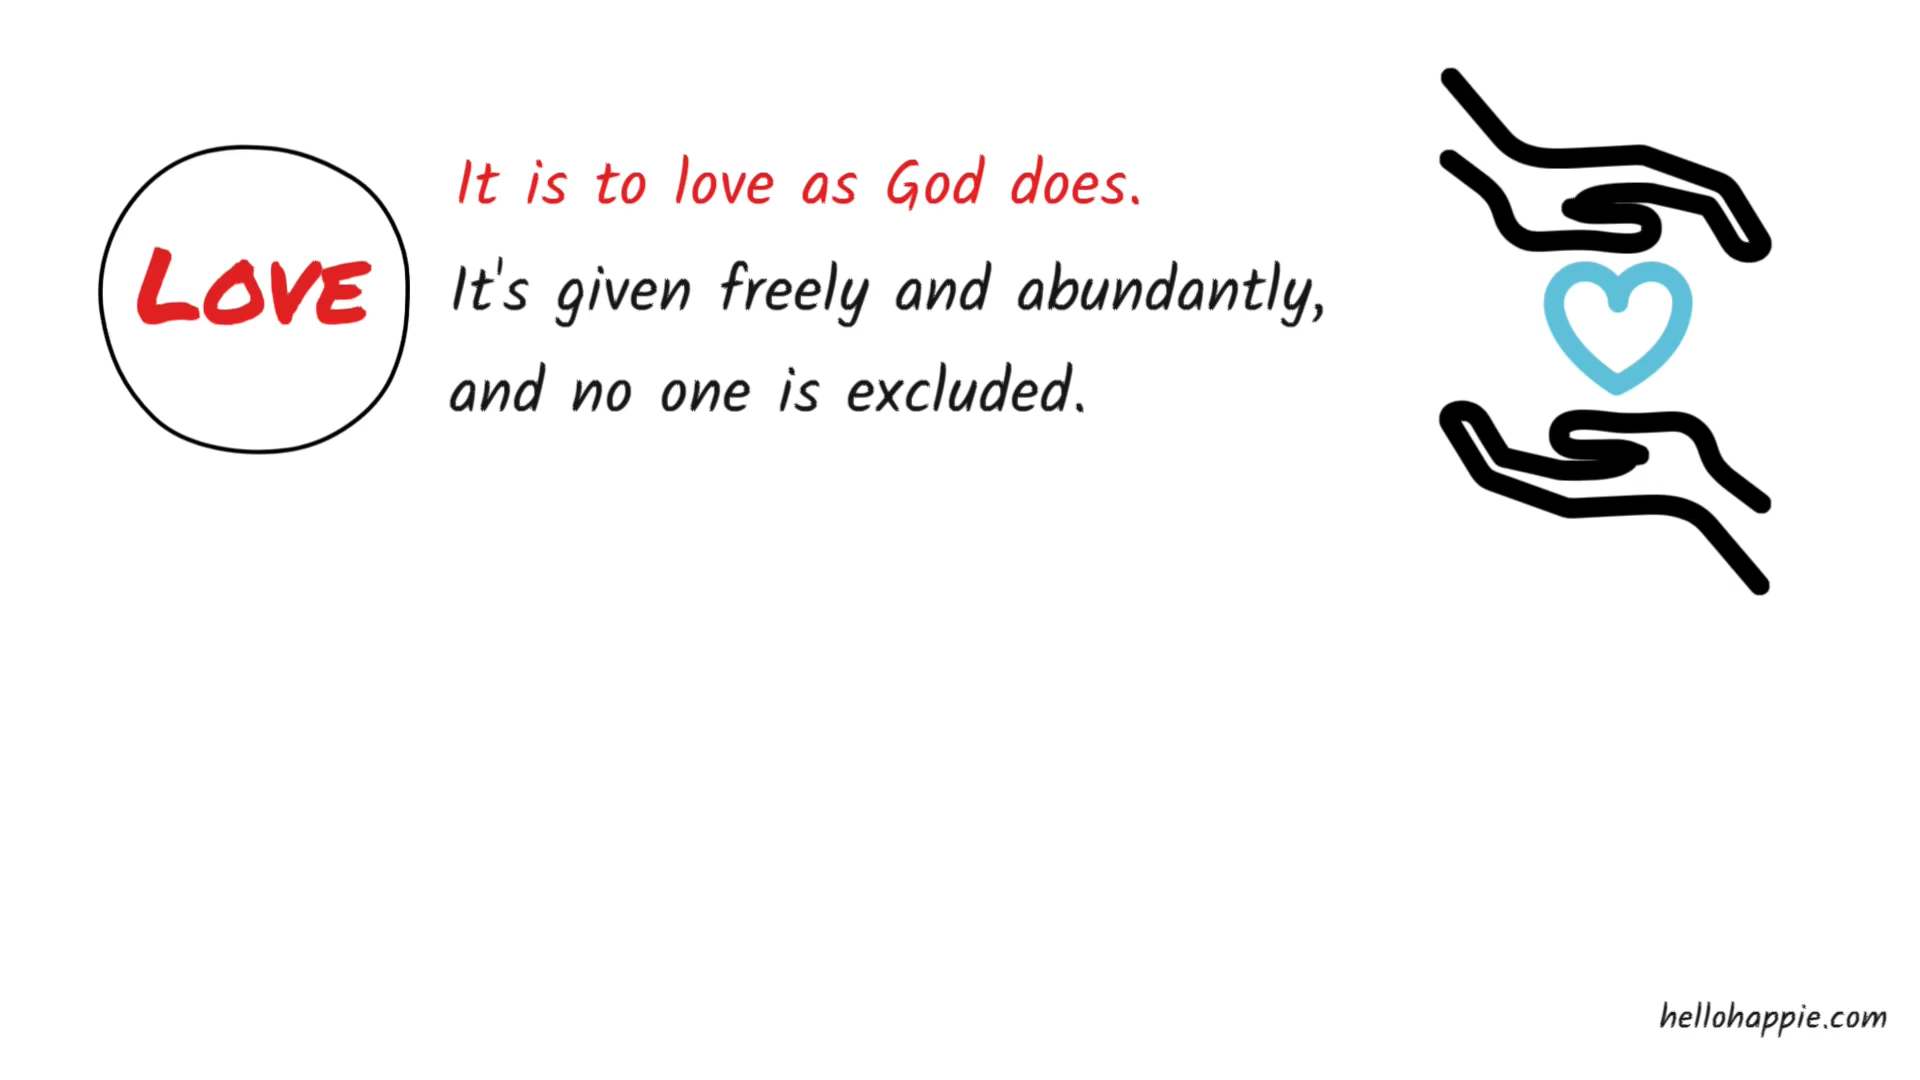 LOVE
It is to love as God does.
It's given freely and abundantly,
and no one is excluded.
hellohappie.com